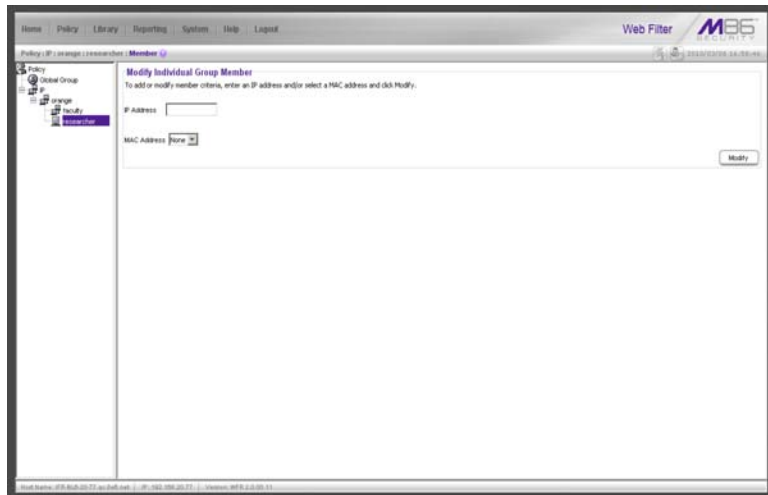 Home Policy Library Reporting System Help Logout
Web Filter
M86
SECURITY
Policy : IP : orange : researcher : Member
Policy
Global Group
IP
orange
faculty
researcher
Modify Individual Group Member
To add or modify member criteria, enter an IP address and/or select a MAC address and click Modify.
IP Address
MAC Address None
Modify